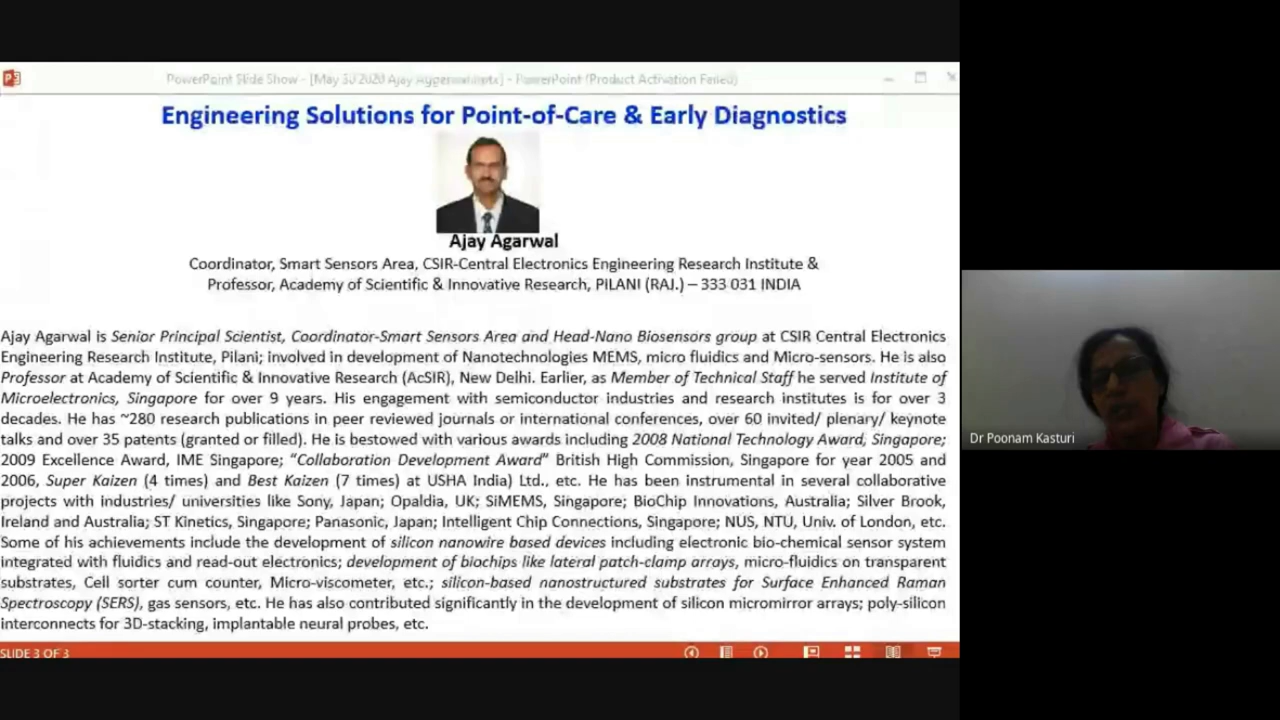 PowerPoint Slide Show - [May 30 2020 Ajay Aggerwal.pptx] - PowerPoint (Product Activation Failed)
Engineering Solutions for Point-of-Care & Early Diagnostics
Ajay Agarwal
Coordinator, Smart Sensors Area, CSIR-Central Electronics Engineering Research Institute &
Professor, Academy of Scientific & Innovative Research, PILANI (RAJ.) – 333 031 INDIA
Ajay Agarwal is Senior Principal Scientist, Coordinator-Smart Sensors Area and Head-Nano Biosensors group at CSIR Central Electronics
Engineering Research Institute, Pilani; involved in development of Nanotechnologies MEMS, micro fluidics and Micro-sensors. He is also
Professor at Academy of Scientific & Innovative Research (AcSIR), New Delhi. Earlier, as Member of Technical Staff he served Institute of
Microelectronics, Singapore for over 9 years. His engagement with semiconductor industries and research institutes is for over 3
decades. He has ~280 research publications in peer reviewed journals or international conferences, over 60 invited/ plenary/ keynote
talks and over 35 patents (granted or filled). He is bestowed with various awards including 2008 National Technology Award, Singapore;
2009 Excellence Award, IME Singapore; “Collaboration Development Award” British High Commission, Singapore for year 2005 and
2006, Super Kaizen (4 times) and Best Kaizen (7 times) at USHA India) Ltd., etc. He has been instrumental in several collaborative
projects with industries/ universities like Sony, Japan; Opaldia, UK; SiMEMS, Singapore; BioChip Innovations, Australia; Silver Brook,
Ireland and Australia; ST Kinetics, Singapore; Panasonic, Japan; Intelligent Chip Connections, Singapore; NUS, NTU, Univ. of London, etc.
Some of his achievements include the development of silicon nanowire based devices including electronic bio-chemical sensor system
integrated with fluidics and read-out electronics; development of biochips like lateral patch-clamp arrays, micro-fluidics on transparent
substrates, Cell sorter cum counter, Micro-viscometer, etc.; silicon-based nanostructured substrates for Surface Enhanced Raman
Spectroscopy (SERS), gas sensors, etc. He has also contributed significantly in the development of silicon micromirror arrays; poly-silicon
interconnects for 3D-stacking, implantable neural probes, etc.
SLIDE 3 OF 3
Dr Poonam Kasturi